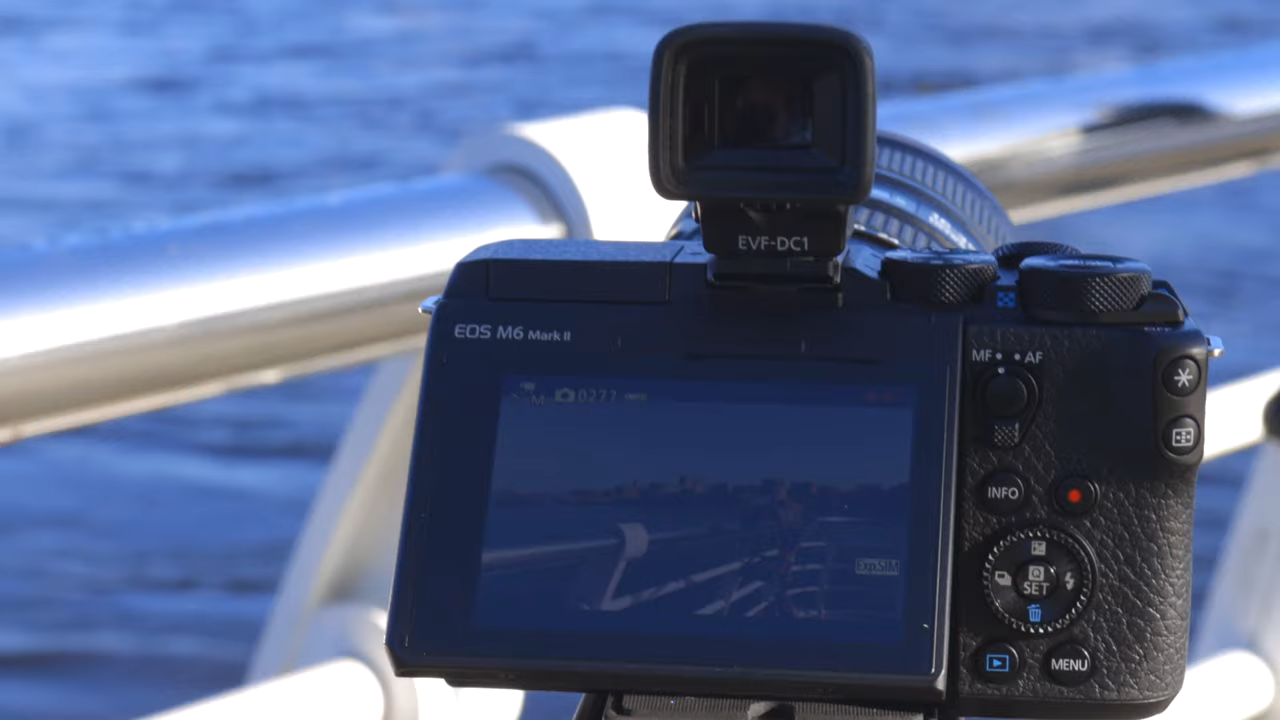 EVF-DC1
EOS M6 Mark II
MF AF
M 0277
INFO
ExpSIM
Q
SET
MENU